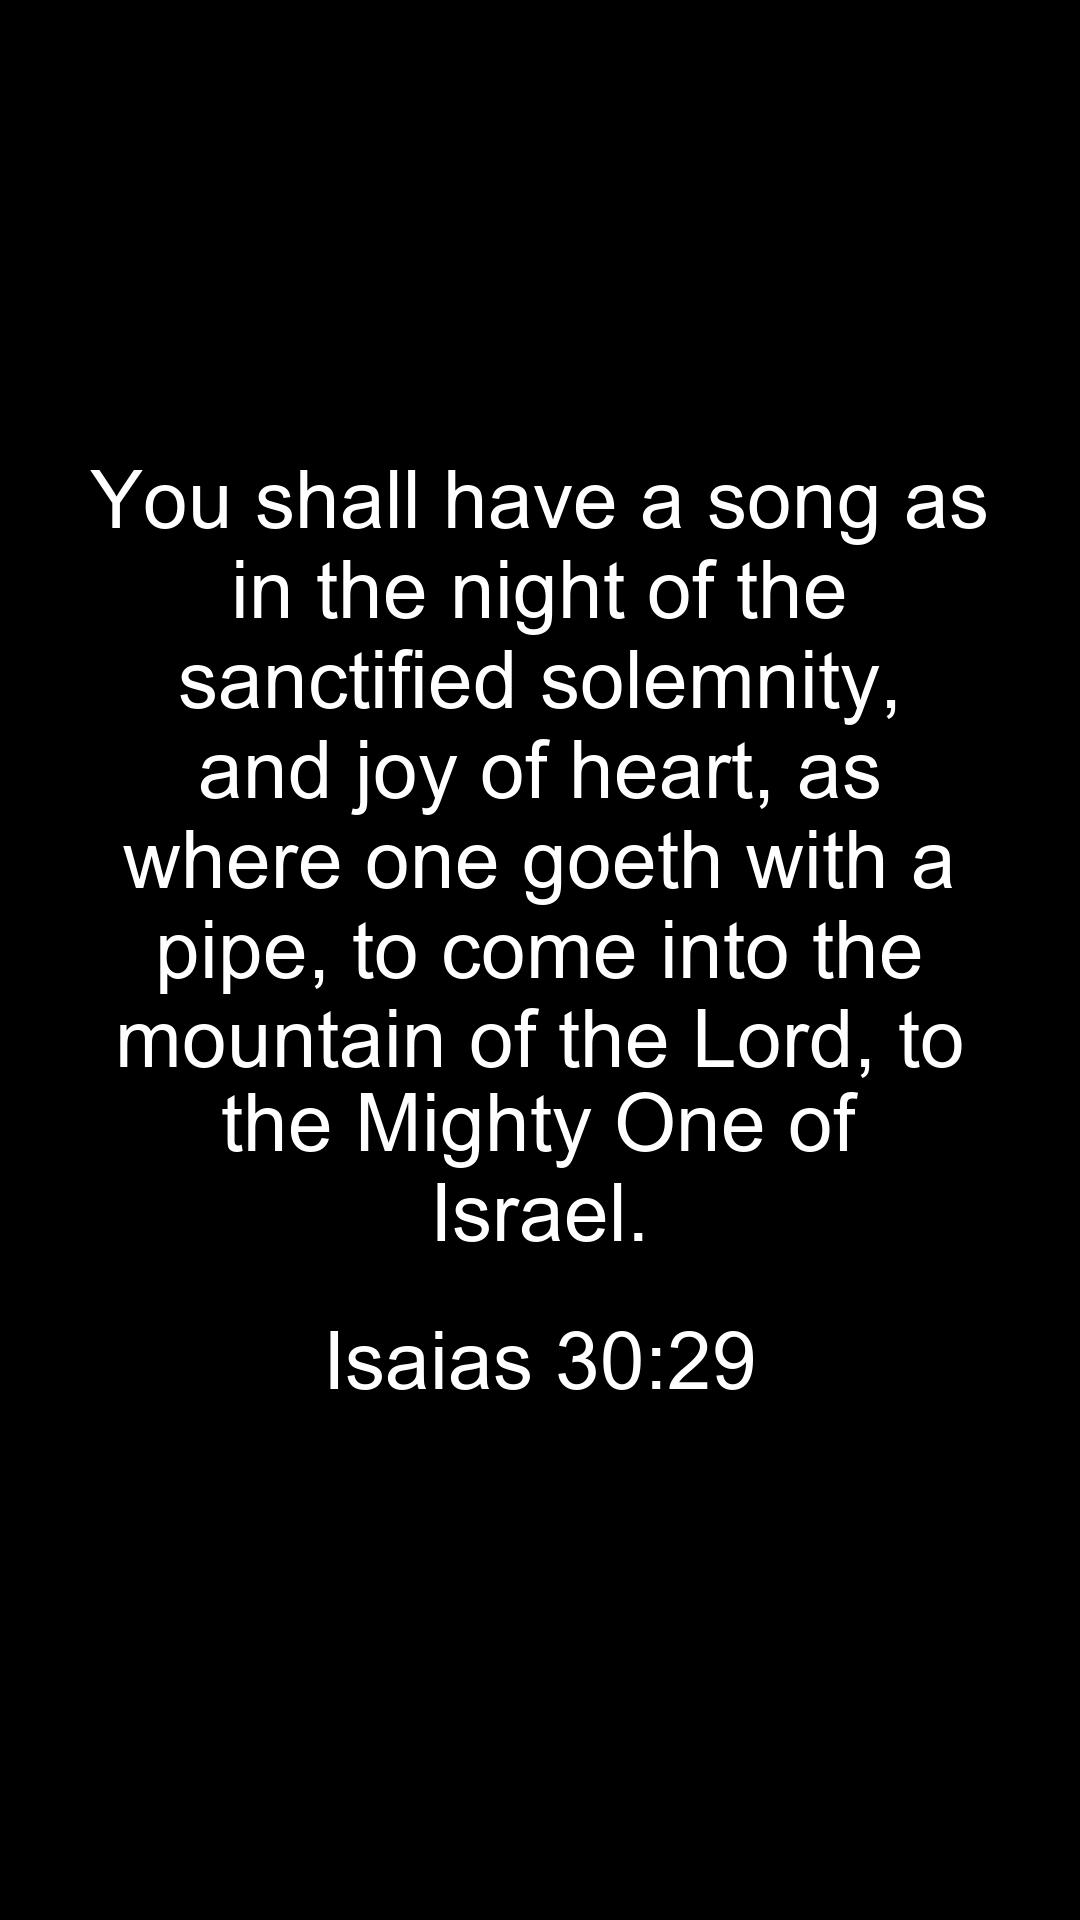 You shall have a song as
in the night of the
sanctified solemnity,
and joy of heart, as
where one goeth with a
pipe, to come into the
mountain of the Lord, to
the Mighty One of
Israel.
Isaias 30:29